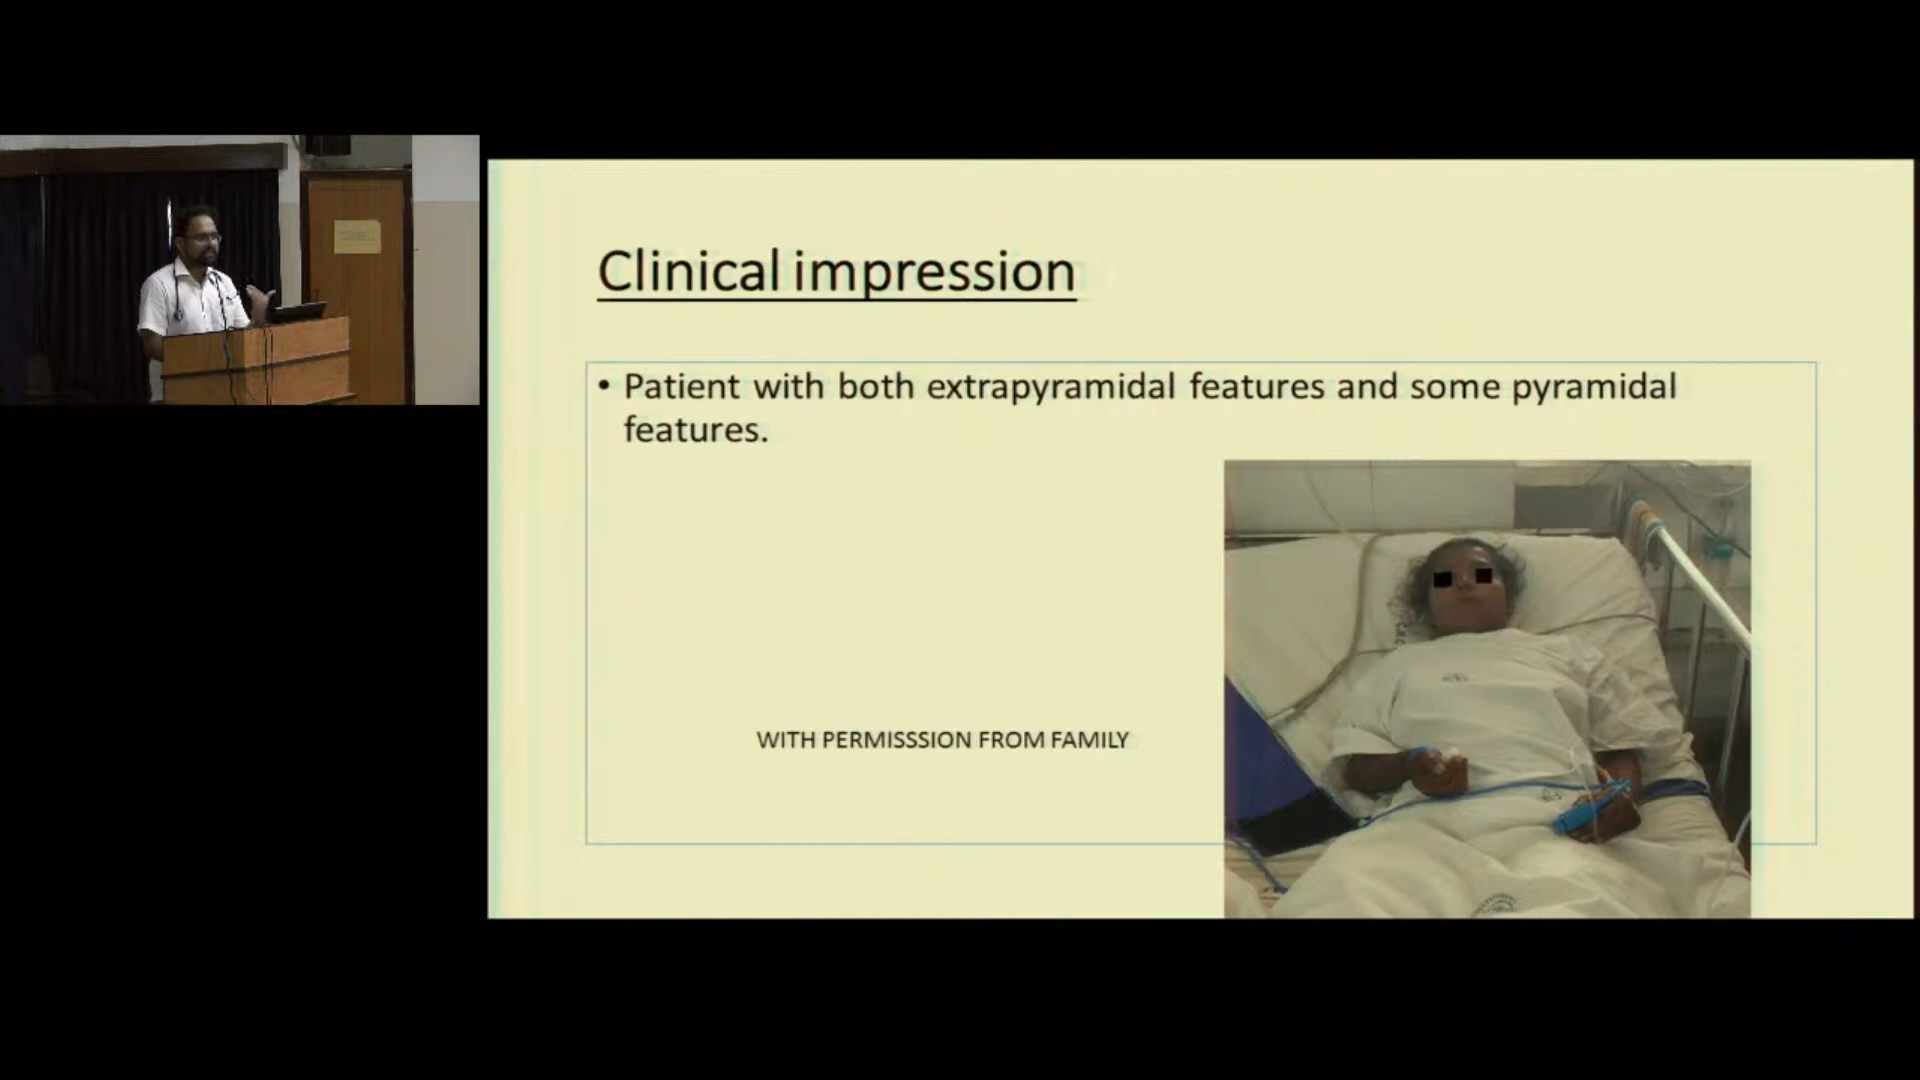 Clinical impression
• Patient with both extrapyramidal features and some pyramidal
features.
WITH PERMISSSION FROM FAMILY